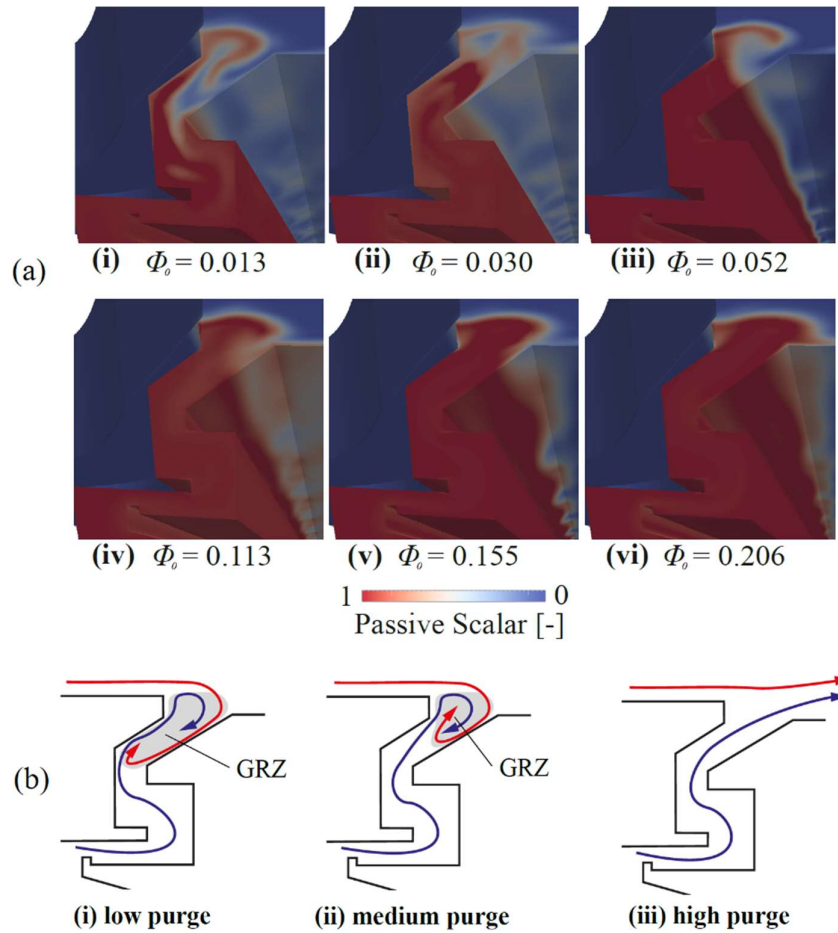 (a)
(i) Φ₀ = 0.013
(ii) Φ₀ = 0.030
(iii) Φ₀ = 0.052
(iv) Φ₀ = 0.113
(v) Φ₀ = 0.155
(vi) Φ₀ = 0.206
1 0
Passive Scalar [-]
(b)
GRZ
GRZ
(i) low purge
(ii) medium purge
(iii) high purge